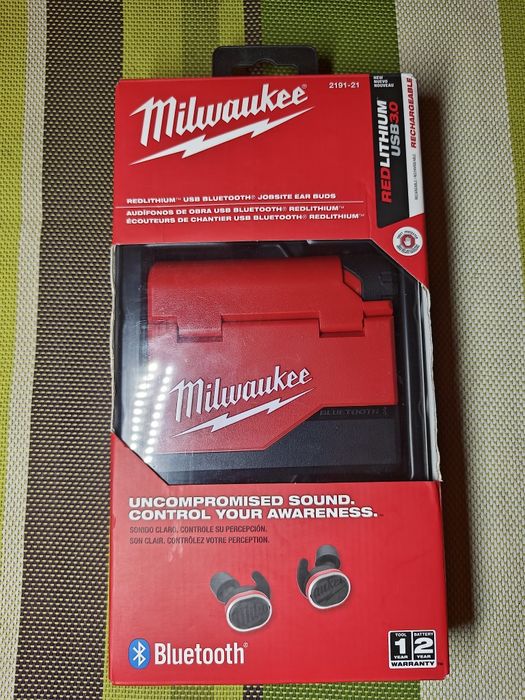 Milwaukee®
2191-21
NEW
NUEVO
NOUVEAU
REDLITHIUM™
USB 3.0
RECHARGEABLE
REDLITHIUM™ USB BLUETOOTH® JOBSITE EAR BUDS
AUDÍFONOS DE OBRA USB BLUETOOTH® REDLITHIUM™
ÉCOUTEURS DE CHANTIER USB BLUETOOTH® REDLITHIUM™
Milwaukee
BLUETOOTH
UNCOMPROMISED SOUND.
CONTROL YOUR AWARENESS.™
SONIDO CLARO. CONTROLE SU PERCEPCIÓN.
SON CLAIR. CONTRÔLEZ VOTRE PERCEPTION.
Bluetooth®
TOOL
1
YEAR
BATTERY
2
YEAR
WARRANTY